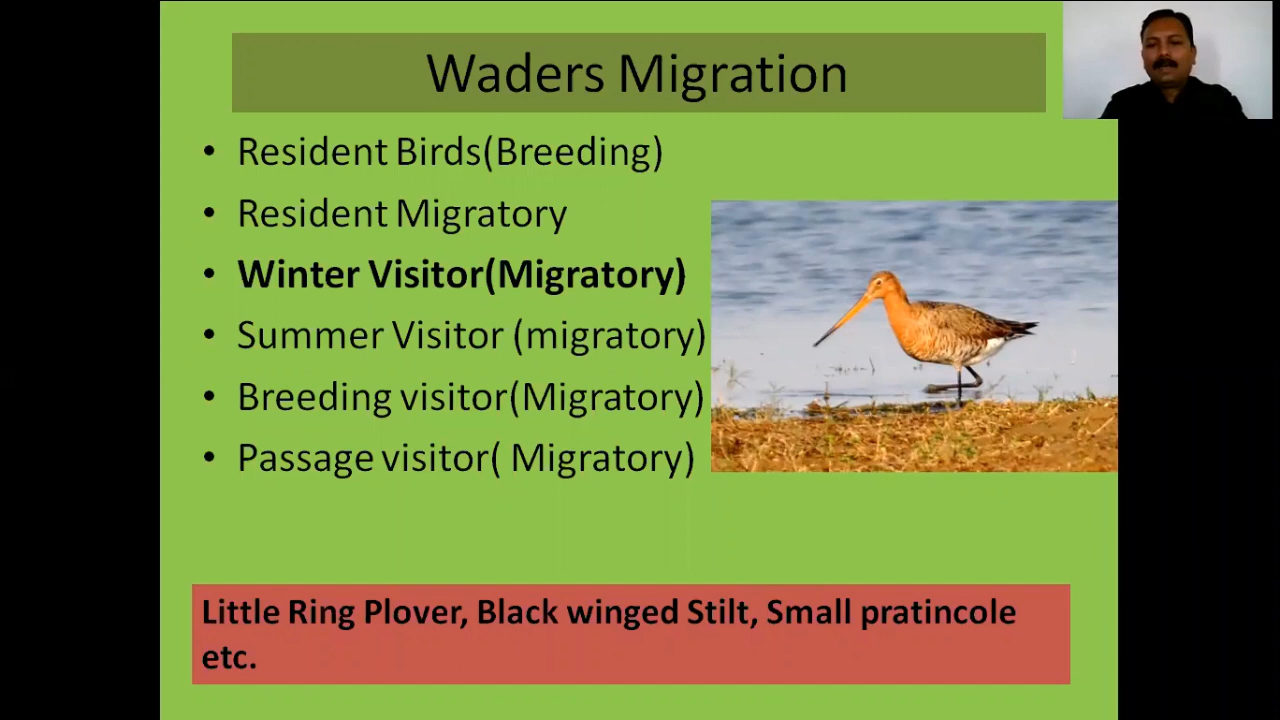 Waders Migration
• Resident Birds(Breeding)
• Resident Migratory
• Winter Visitor(Migratory)
• Summer Visitor (migratory)
• Breeding visitor(Migratory)
• Passage visitor( Migratory)
Little Ring Plover, Black winged Stilt, Small pratincole
etc.